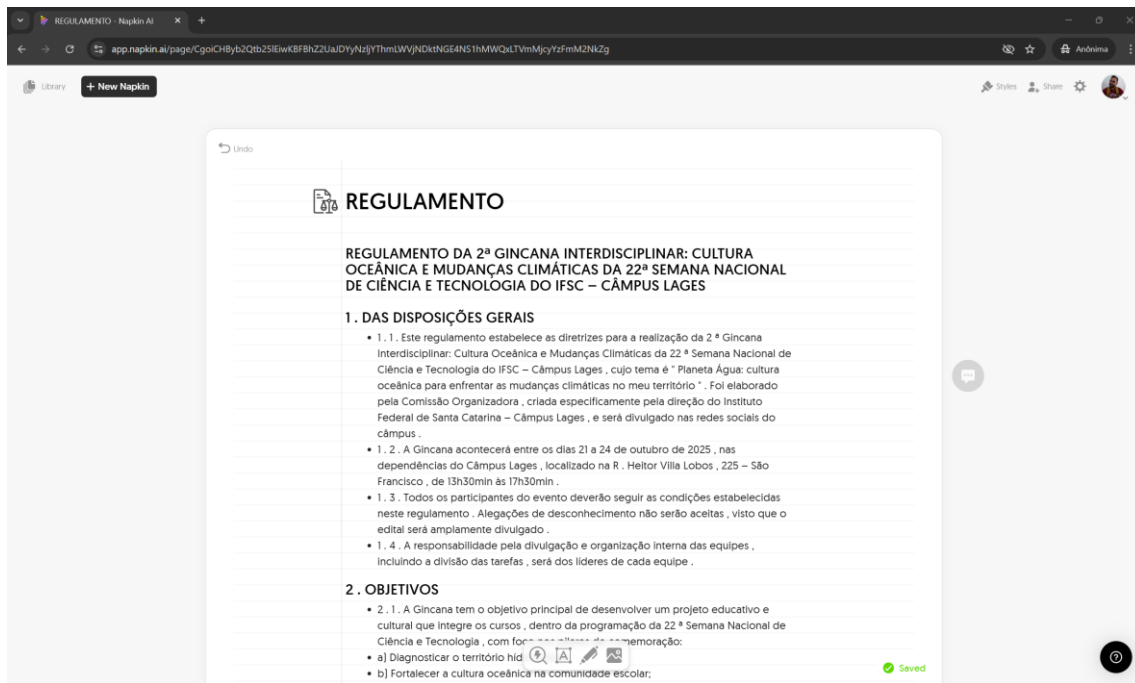 REGULAMENTO - Napkin AI
app.napkin.ai/page/CgoiCHByb2Qtb25lEiwKBFBhZ2UaJDYyNzljYThmLWVjNDktNGE4NS1hMWQxLTVmMjcyYzFmM2NkZg
Anônima
Library
+ New Napkin
Styles
Share
Undo
REGULAMENTO
REGULAMENTO DA 2ª GINCANA INTERDISCIPLINAR: CULTURA
OCEÂNICA E MUDANÇAS CLIMÁTICAS DA 22ª SEMANA NACIONAL
DE CIÊNCIA E TECNOLOGIA DO IFSC – CÂMPUS LAGES
1 . DAS DISPOSIÇÕES GERAIS
• 1 . 1 . Este regulamento estabelece as diretrizes para a realização da 2 ª Gincana
Interdisciplinar: Cultura Oceânica e Mudanças Climáticas da 22 ª Semana Nacional de
Ciência e Tecnologia do IFSC – Câmpus Lages , cujo tema é " Planeta Água: cultura
oceânica para enfrentar as mudanças climáticas no meu território " . Foi elaborado
pela Comissão Organizadora , criada especificamente pela direção do Instituto
Federal de Santa Catarina – Câmpus Lages , e será divulgado nas redes sociais do
câmpus .
• 1 . 2 . A Gincana acontecerá entre os dias 21 a 24 de outubro de 2025 , nas
dependências do Câmpus Lages , localizado na R . Heitor Villa Lobos , 225 – São
Francisco , de 13h30min às 17h30min .
• 1 . 3 . Todos os participantes do evento deverão seguir as condições estabelecidas
neste regulamento . Alegações de desconhecimento não serão aceitas , visto que o
edital será amplamente divulgado .
• 1 . 4 . A responsabilidade pela divulgação e organização interna das equipes ,
incluindo a divisão das tarefas , será dos líderes de cada equipe .
2 . OBJETIVOS
• 2 . 1 . A Gincana tem o objetivo principal de desenvolver um projeto educativo e
cultural que integre os cursos , dentro da programação da 22 ª Semana Nacional de
Ciência e Tecnologia , com
• a) Diagnosticar o território
• b) Fortalecer a cultura oceânica na comunidade escolar;
Saved